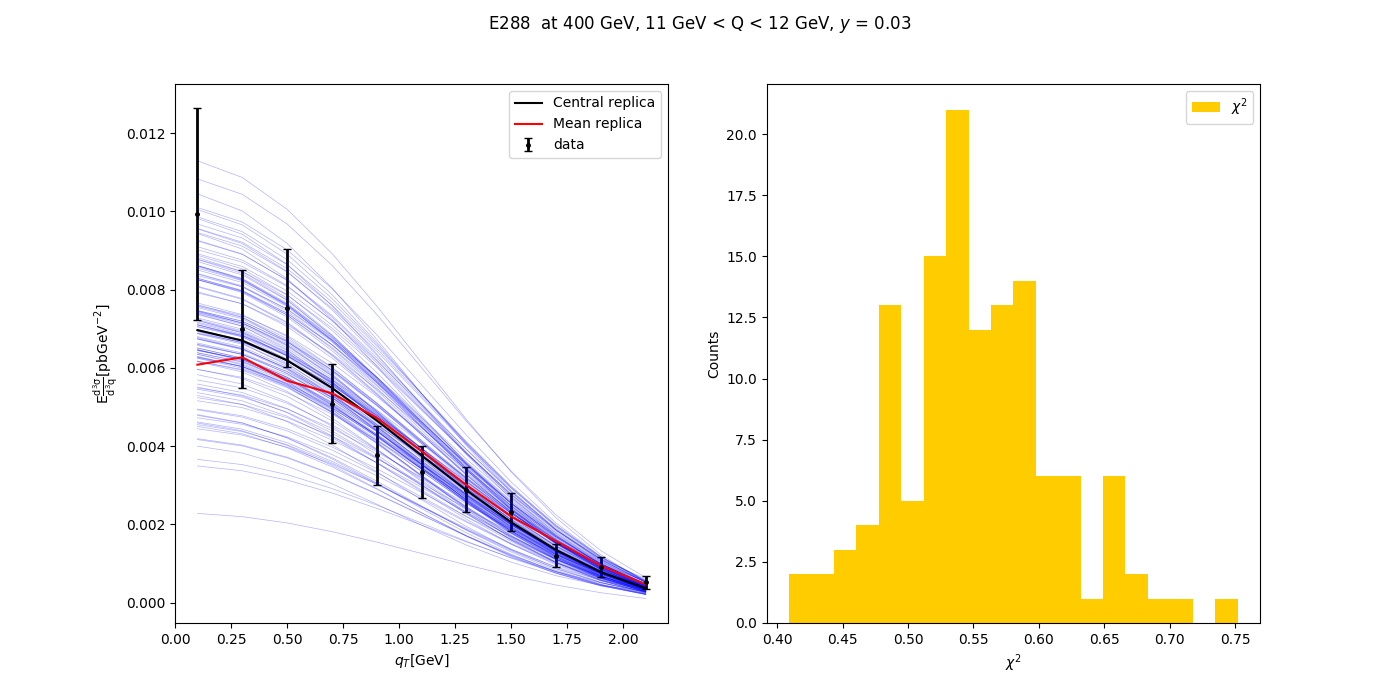 E288  at 400 GeV, 11 GeV < Q < 12 GeV, y = 0.03
Central replica
Mean replica
data
0.012
0.010
0.008
0.006
0.004
0.002
0.000
E d³σ/d³q [pbGeV⁻²]
0.00 0.25 0.50 0.75 1.00 1.25 1.50 1.75 2.00
q_T[GeV]
χ²
20.0
17.5
15.0
12.5
10.0
7.5
5.0
2.5
0.0
Counts
0.40 0.45 0.50 0.55 0.60 0.65 0.70 0.75
χ²